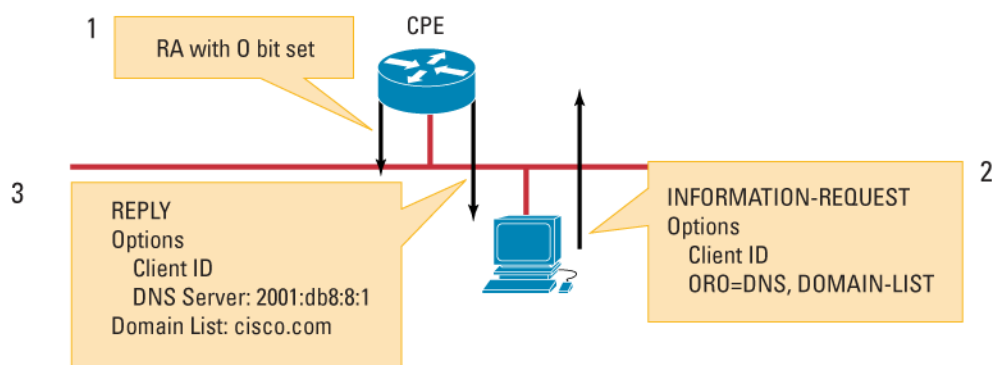 1
RA with O bit set
CPE
2
INFORMATION-REQUEST
Options
Client ID
ORO=DNS, DOMAIN-LIST
3
REPLY
Options
Client ID
DNS Server: 2001:db8:8:1
Domain List: cisco.com